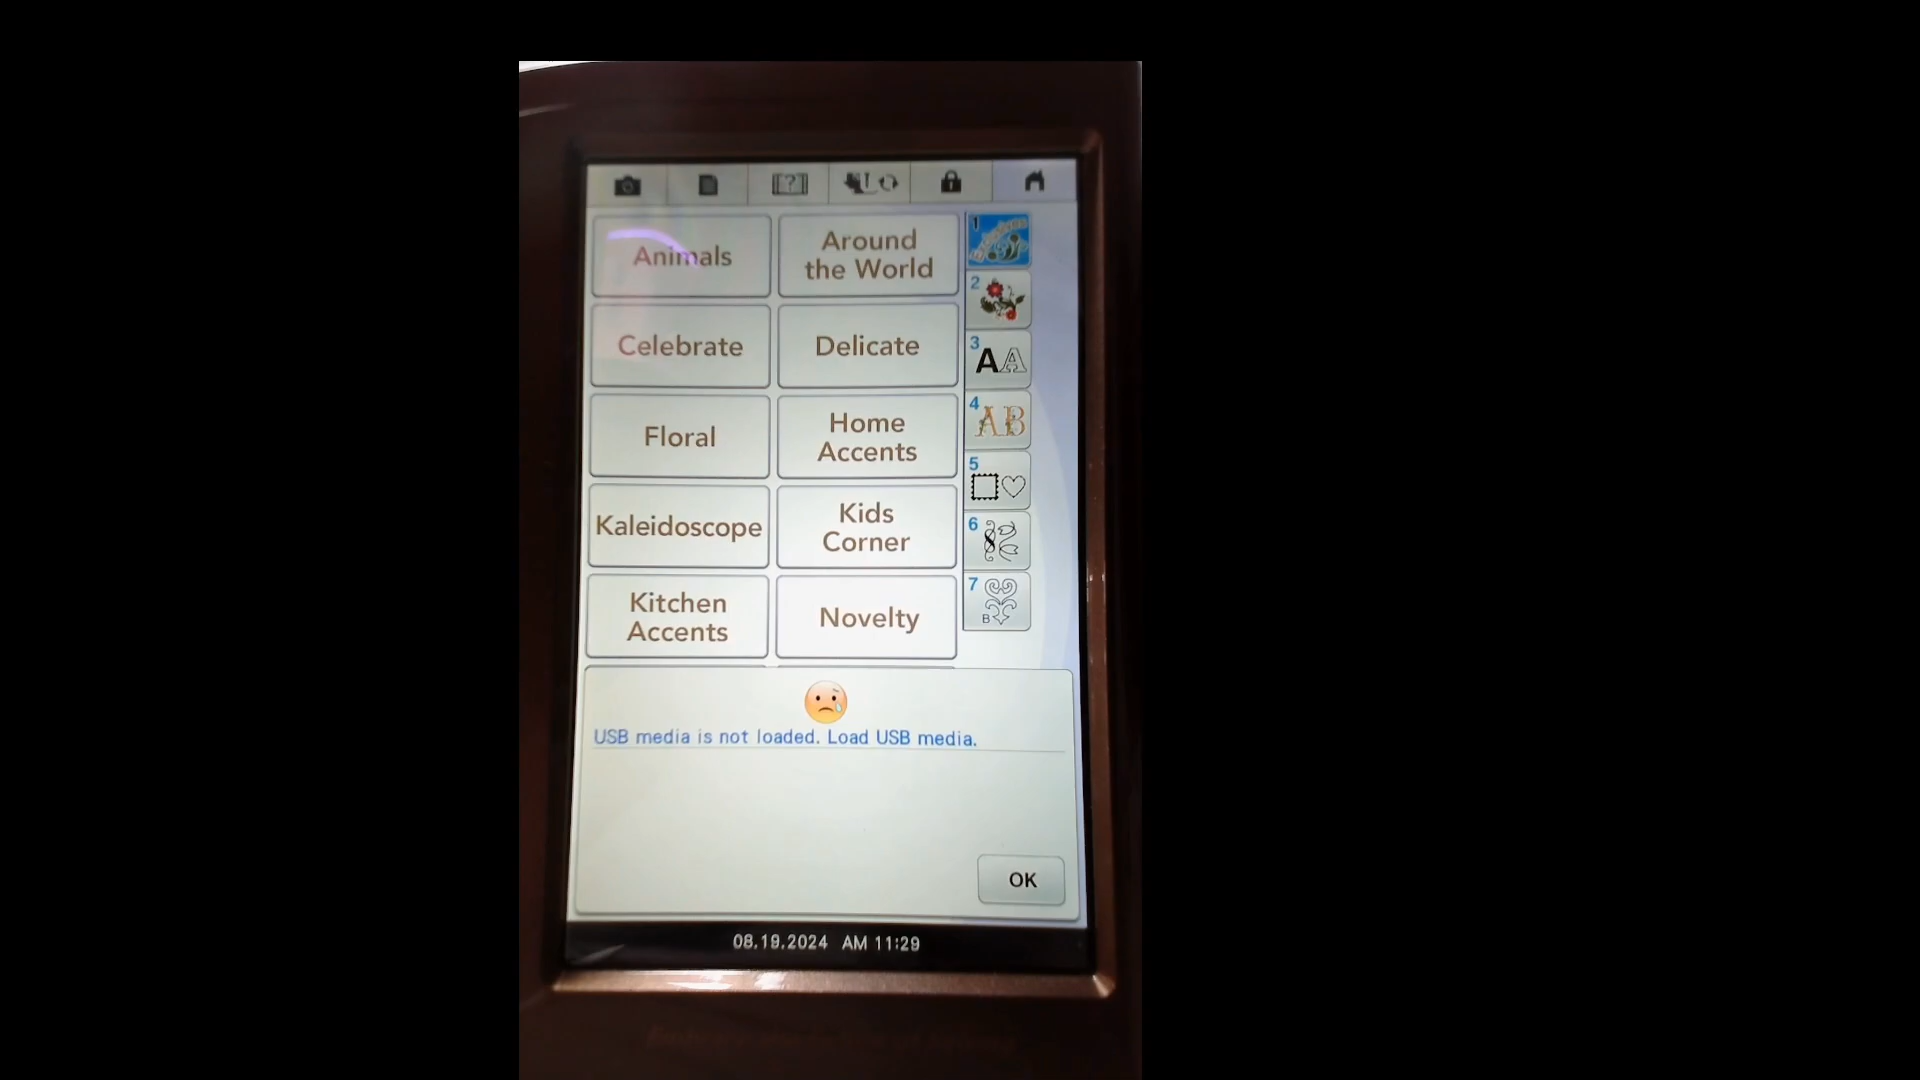 Animals
Around
the World
Celebrate
Delicate
Floral
Home
Accents
Kaleidoscope
Kids
Corner
Kitchen
Accents
Novelty
1
2
3
AA
4
AB
5
6
7
B
USB media is not loaded. Load USB media.
OK
08.19.2024 AM 11:29